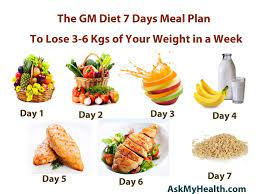 The GM Diet 7 Days Meal Plan
To Lose 3-6 Kgs of Your Weight in a Week
Day 1
Day 2
Day 3
Day 4
Day 5
Day 6
Day 7
AskMyHealth.com